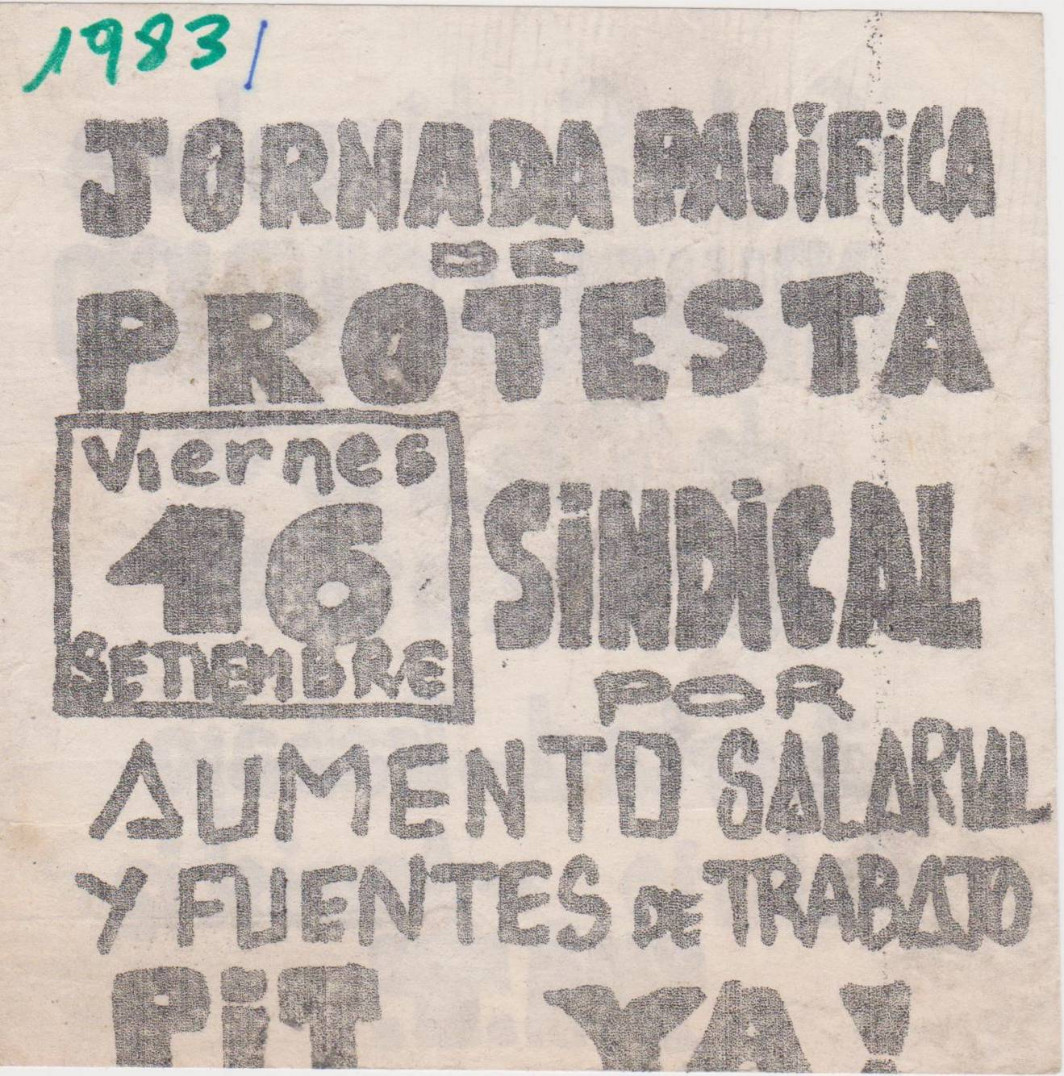 1983/
JORNADA PACÍFICA
DE
PROTESTA
Viernes
16
SETIEMBRE
SINDICAL
POR
AUMENTO SALARIAL
Y FUENTES DE TRABAJO
PiT YA!